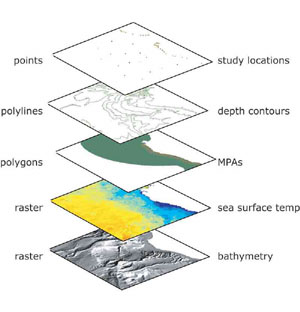 points study locations
polylines depth contours
polygons MPAs
raster sea surface temp
raster bathymetry